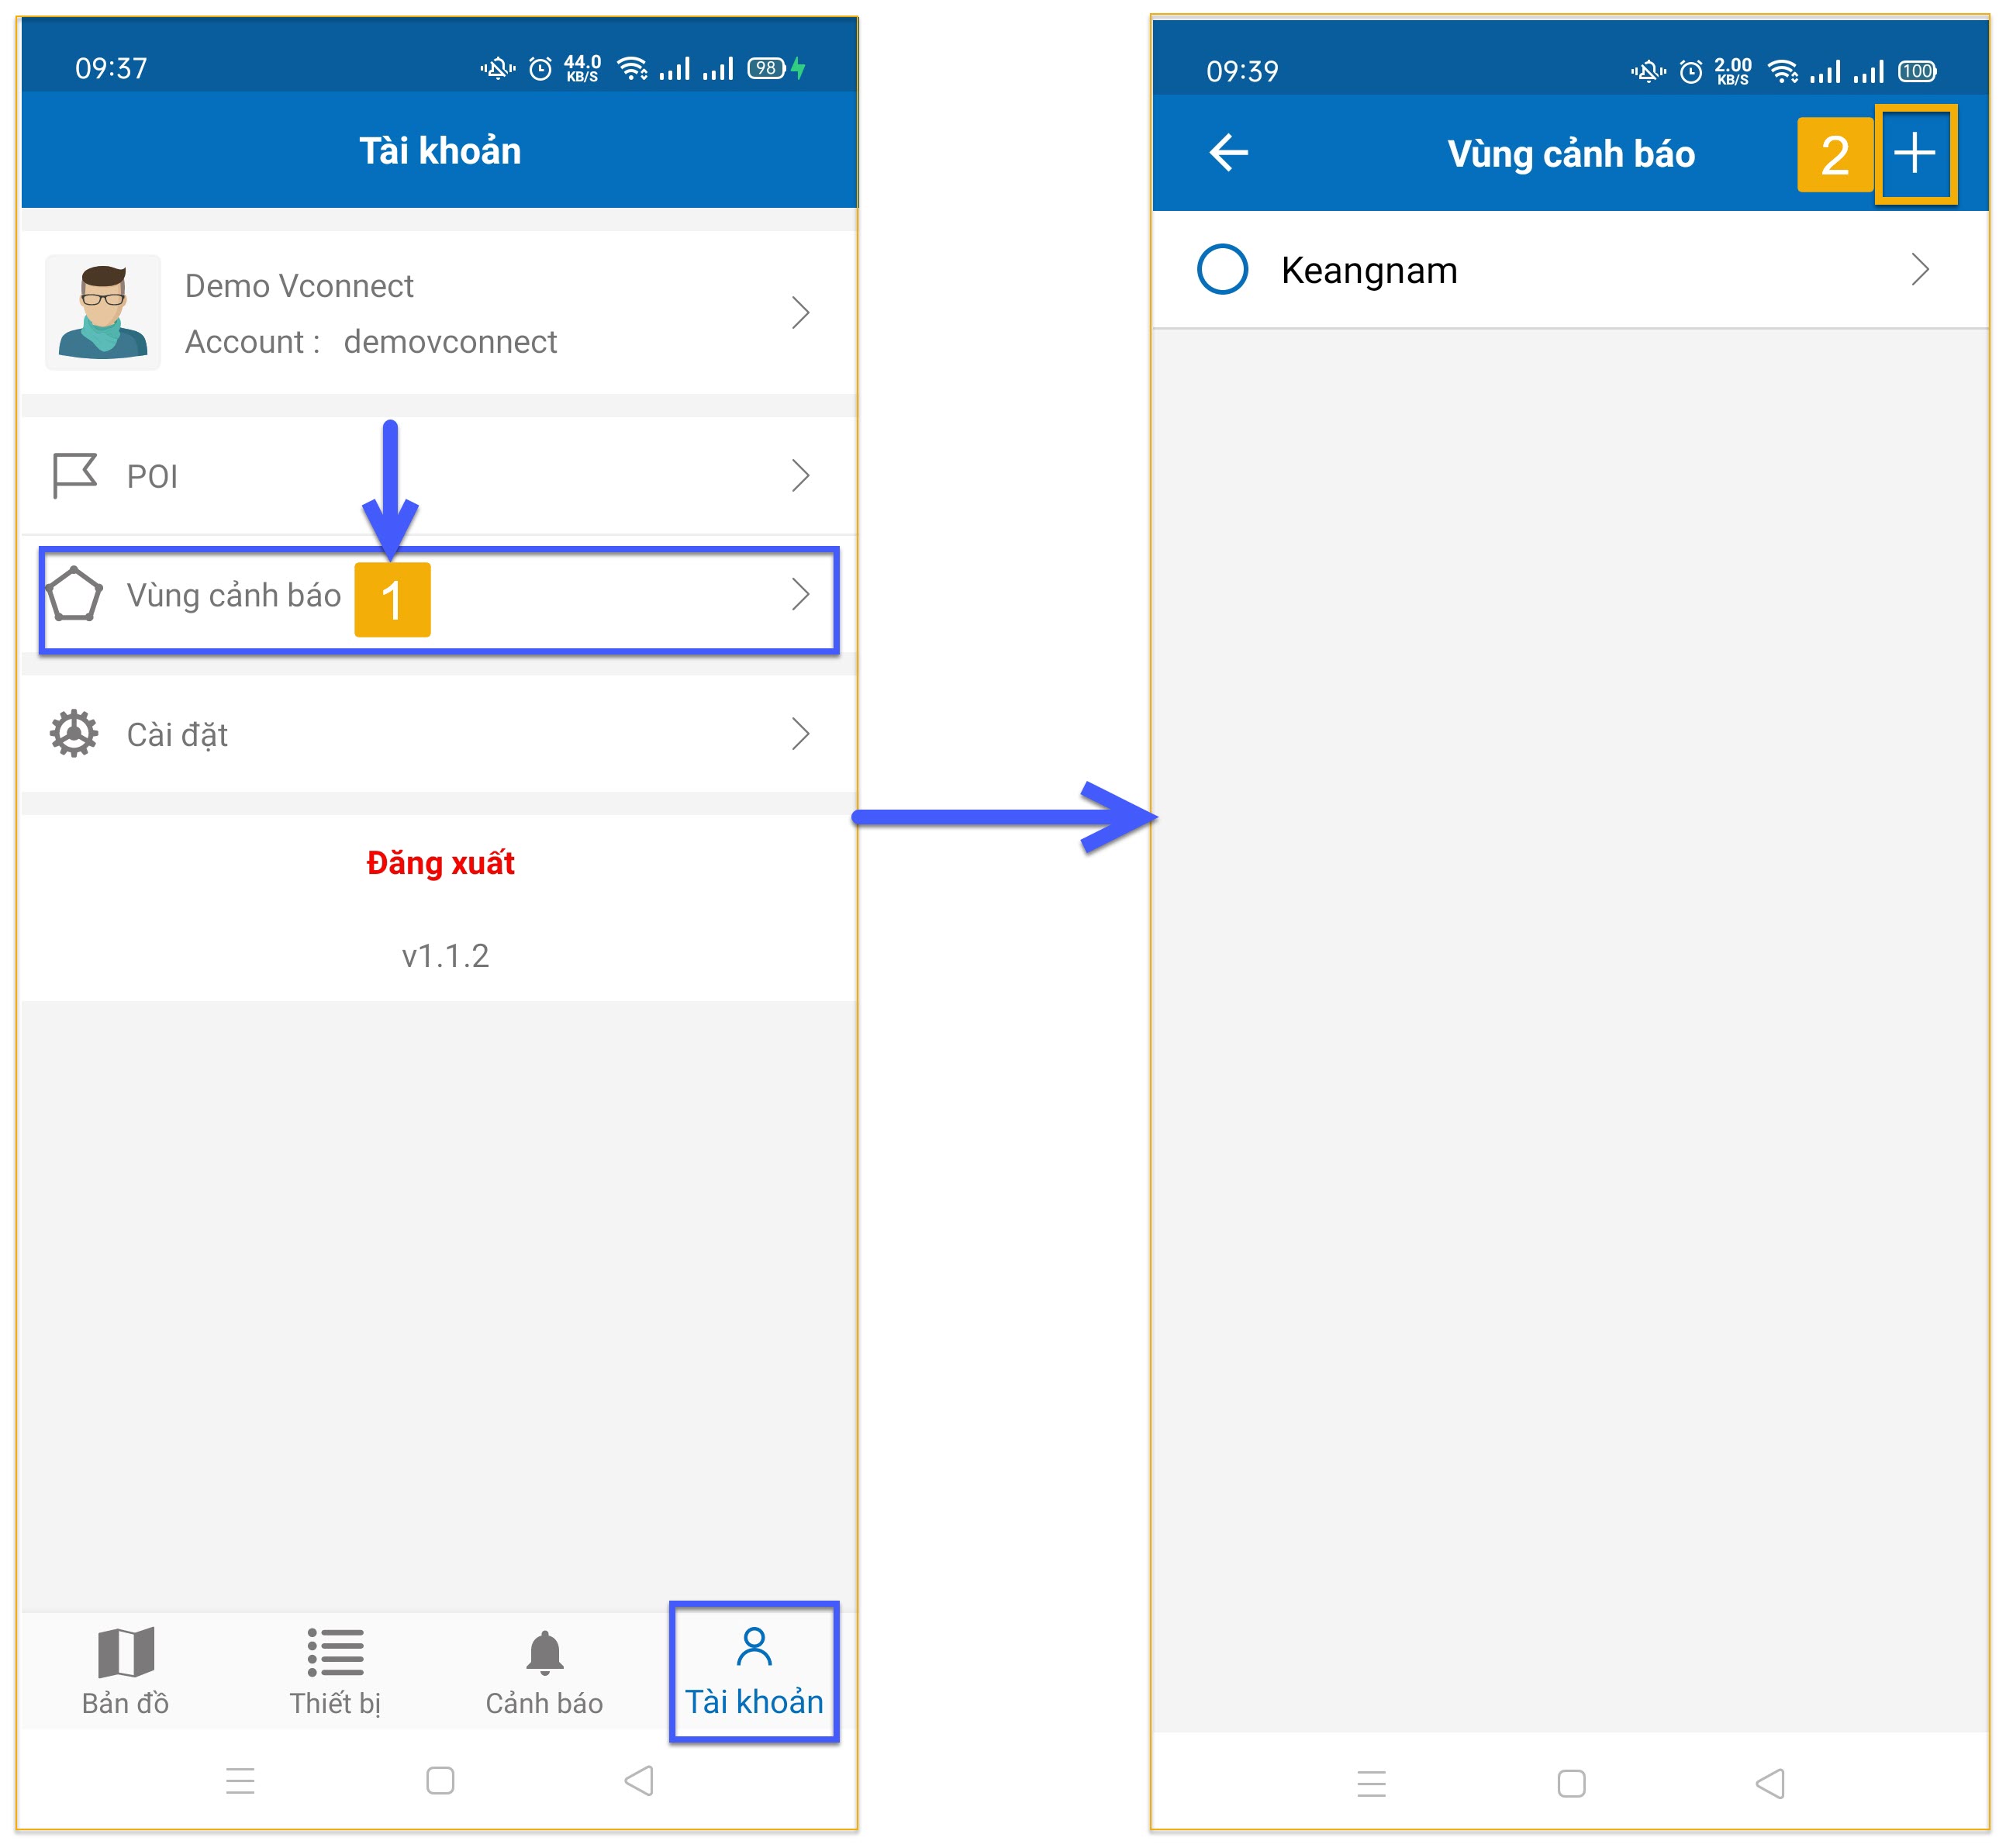 09:37
44.0
KB/S
98
Tài khoản
Demo Vconnect
Account : demovconnect
POI
Vùng cảnh báo 1
Cài đặt
Đăng xuất
v1.1.2
Bản đồ
Thiết bị
Cảnh báo
Tài khoản
09:39
2.00
KB/S
100
Vùng cảnh báo 2
Keangnam